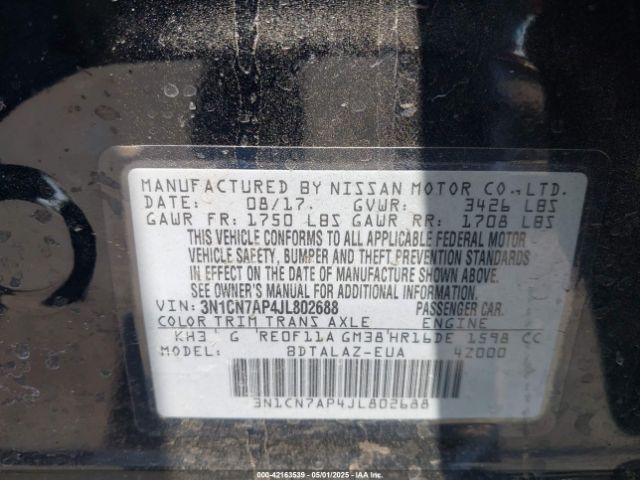 MANUFACTURED BY NISSAN MOTOR CO.,LTD.
DATE: 08/17. GVWR: 3426 LBS
GAWR FR: 1750 LBS GAWR RR: 1708 LBS
THIS VEHICLE CONFORMS TO ALL APPLICABLE FEDERAL MOTOR
VEHICLE SAFETY, BUMPER AND THEFT PREVENTION STANDARDS
IN EFFECT ON THE DATE OF MANUFACTURE SHOWN ABOVE.
SEE OWNER'S MANUAL FOR ADDITIONAL INFORMATION.
VIN: 3N1CN7AP4JL802688 PASSENGER CAR.
COLOR TRIM TRANS AXLE ENGINE
KH3 G RE0F11A GM38 HR16DE 1598 CC
MODEL: BDTALAZ-EUA 42000
3N1CN7AP4JL802688
000-42163539 - 05/01/2025 - © IAA Holdings, LLC